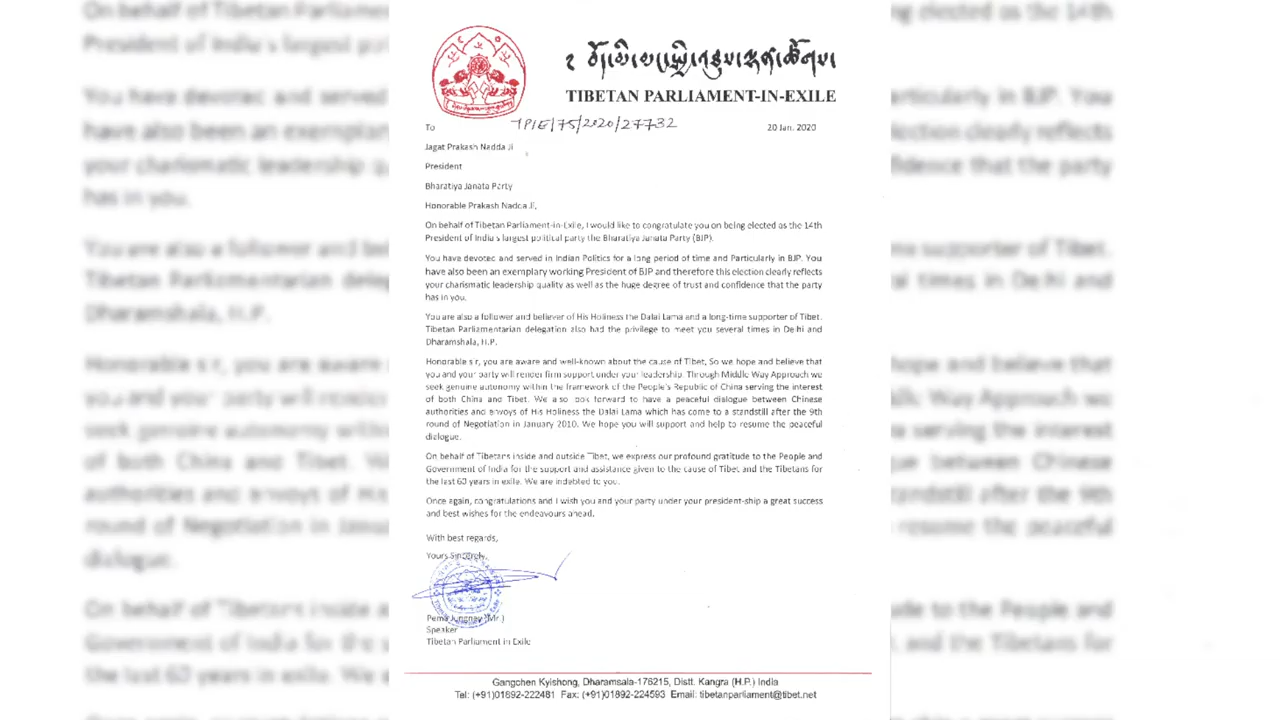 TIBETAN PARLIAMENT-IN-EXILE
To TPIE/75/2020/27732 20 Jan. 2020
Jagat Prakash Nadda Ji
President
Bharatiya Janata Party
Honorable Prakash Nadda Ji,
On behalf of Tibetan Parliament-in-Exile, I would like to congratulate you on being elected as the 14th
President of India's largest political party the Bharatiya Janata Party (BJP).
You have devoted and served in Indian Politics for a long period of time and Particularly in BJP. You
have also been an exemplary working President of BJP and therefore this election clearly reflects
your charismatic leadership quality as well as the huge degree of trust and confidence that the party
has in you.
You are also a follower and believer of His Holiness the Dalai Lama and a long-time supporter of Tibet.
Tibetan Parliamentarian delegation also had the privilege to meet you several times in Delhi and
Dharamshala, H.P.
Honorable sir, you are aware and well-known about the cause of Tibet, So we hope and believe that
you and your party will render firm support under your leadership. Through Middle Way Approach we
seek genuine autonomy within the framework of the People's Republic of China serving the interest
of both China and Tibet. We also look forward to have a peaceful dialogue between Chinese
authorities and envoys of His Holiness the Dalai Lama which has come to a standstill after the 9th
round of Negotiation in January 2010. We hope you will support and help to resume the peaceful
dialogue.
On behalf of Tibetans inside and outside Tibet, we express our profound gratitude to the People and
Government of India for the support and assistance given to the cause of Tibet and the Tibetans for
the last 60 years in exile. We are indebted to you.
Once again, congratulations and I wish you and your party under your president-ship a great success
and best wishes for the endeavours ahead.
With best regards,
Yours Sincerely,
Pema Jungney (Mr.)
Speaker
Tibetan Parliament in Exile
Gangchen Kyishong, Dharamsala-176215, Distt. Kangra (H.P.) India
Tel: (+91)01892-222481 Fax: (+91)01892-224593 Email: tibetanparliament@tibet.net